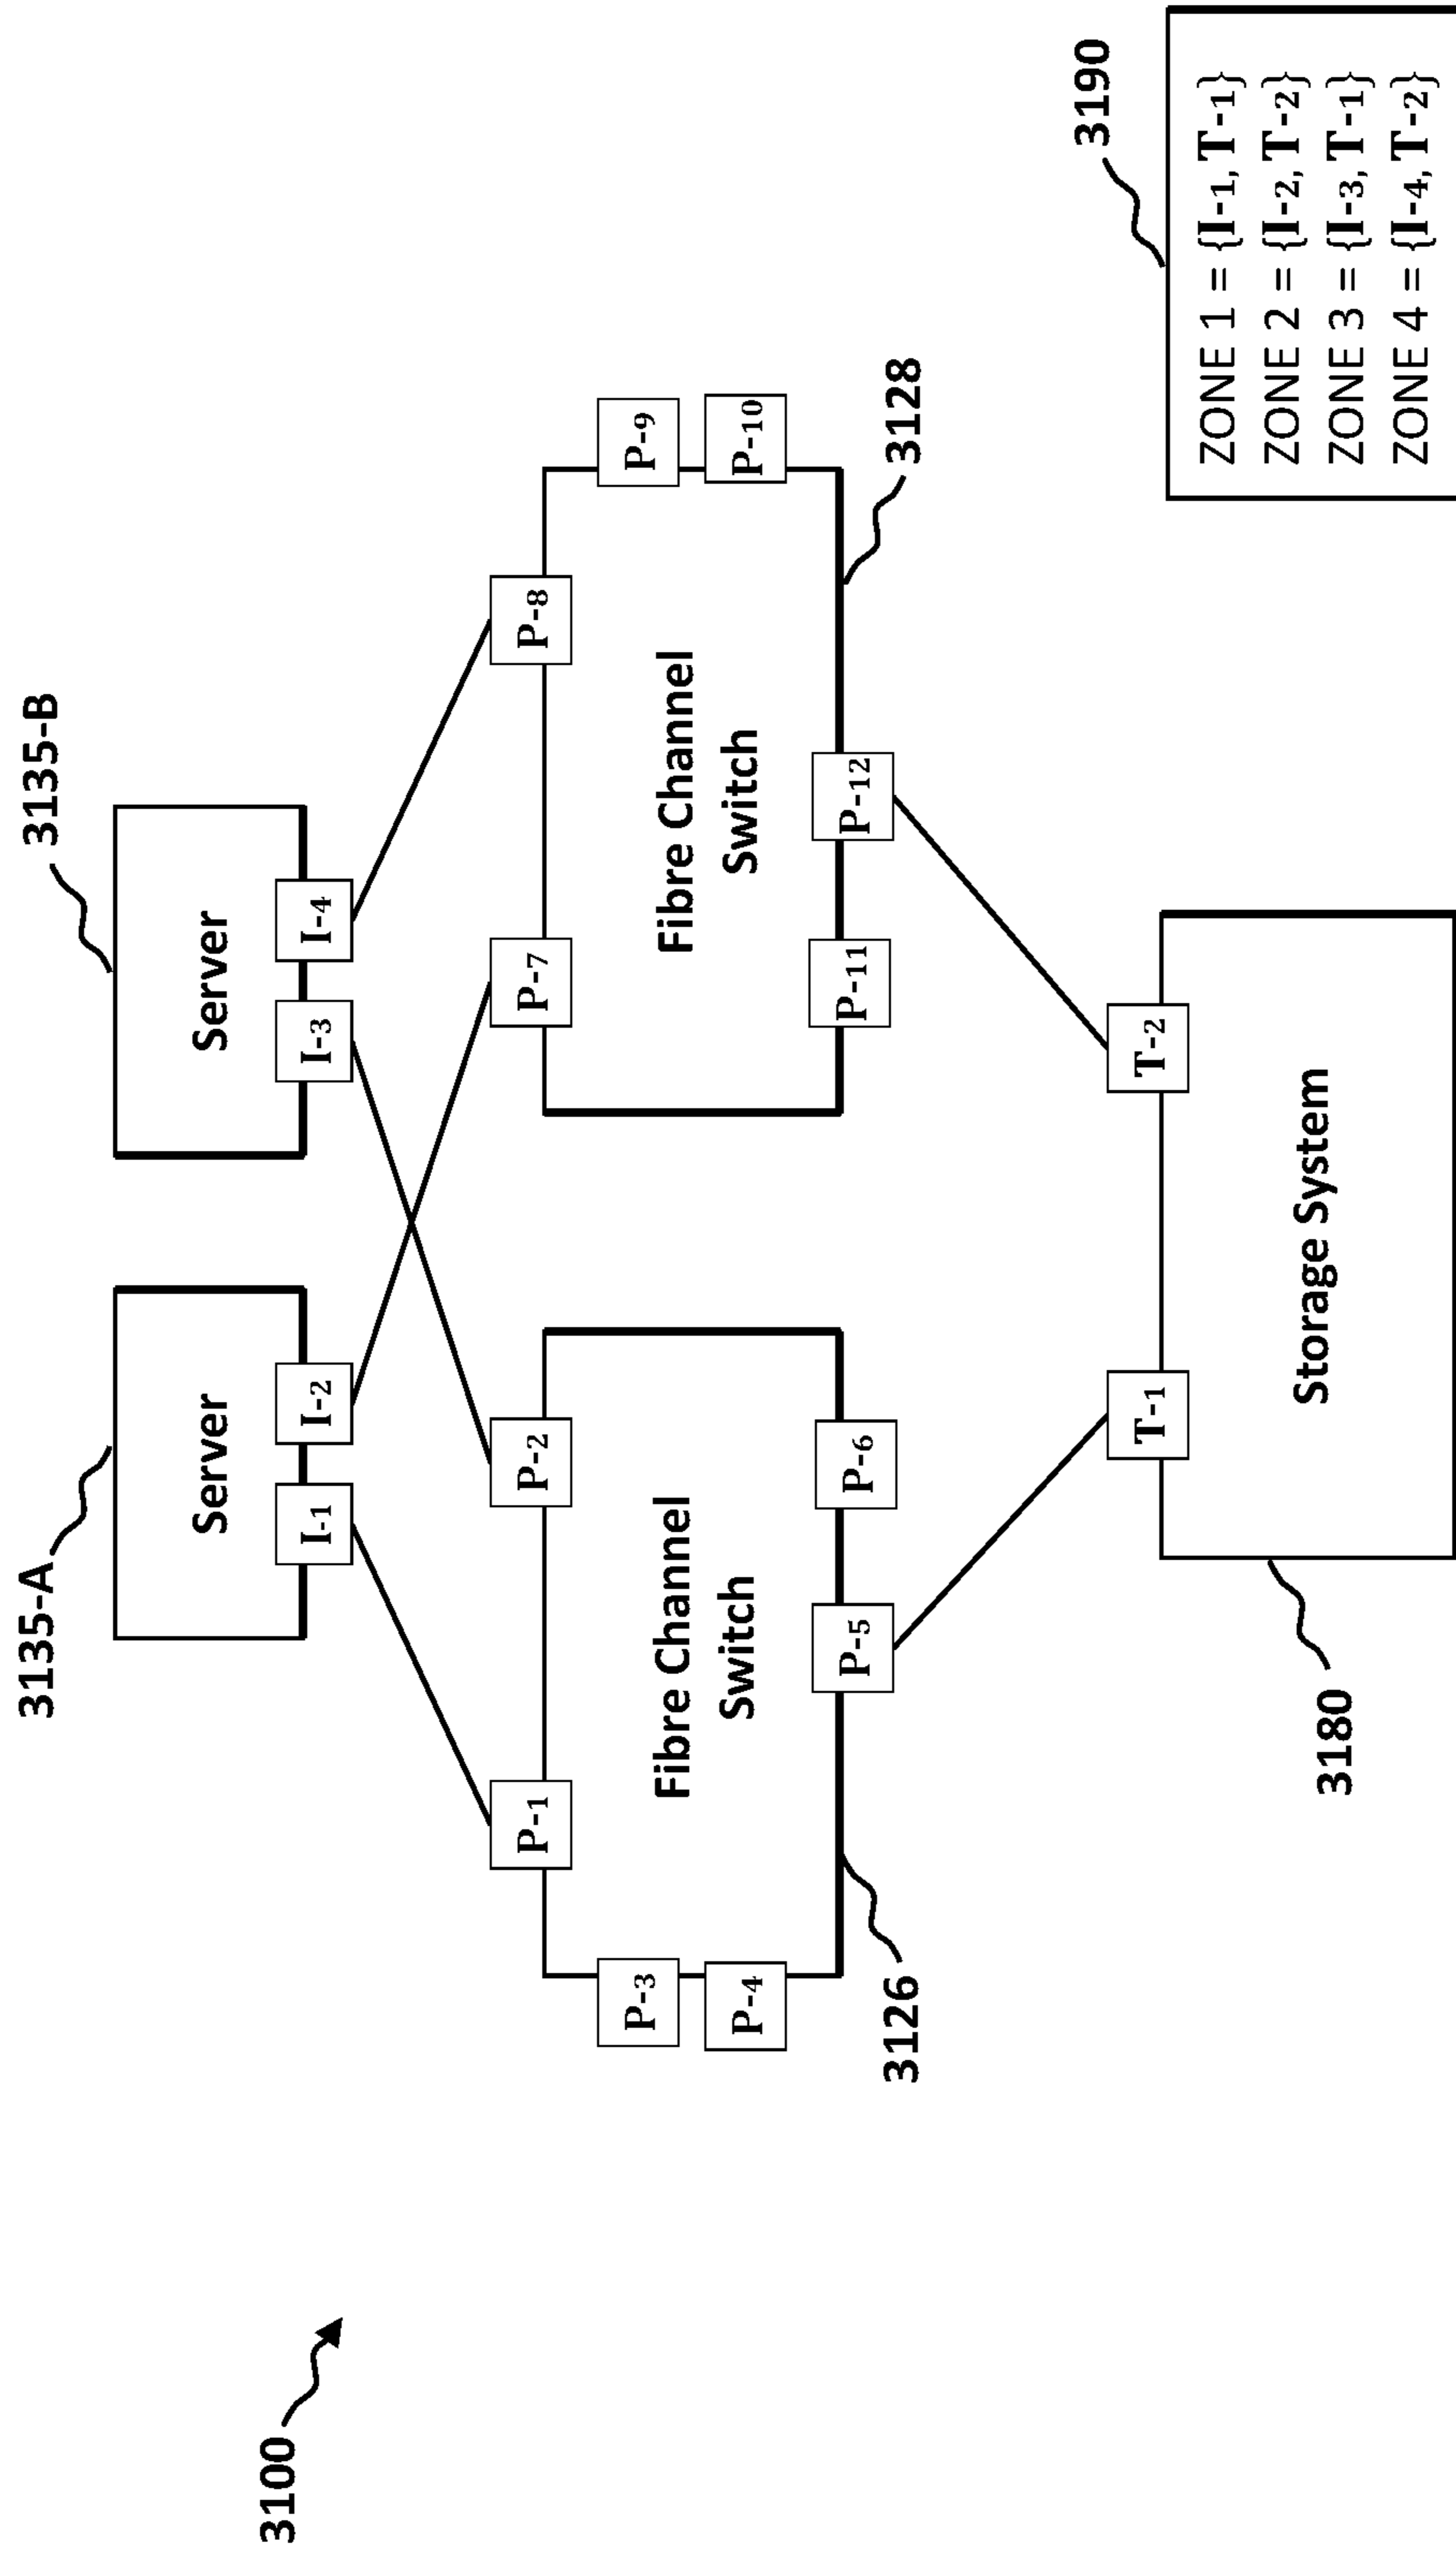 3100
3135-A
3135-B
Server
Server
I-1
I-2
I-3
I-4
P-1
P-2
P-7
P-8
P-3
P-4
Fibre Channel
Switch
Fibre Channel
Switch
P-9
P-10
P-5
P-6
P-11
P-12
3126
3128
T-1
T-2
Storage System
3180
3190
ZONE 1 = {I-1, T-1}
ZONE 2 = {I-2, T-2}
ZONE 3 = {I-3, T-1}
ZONE 4 = {I-4, T-2}